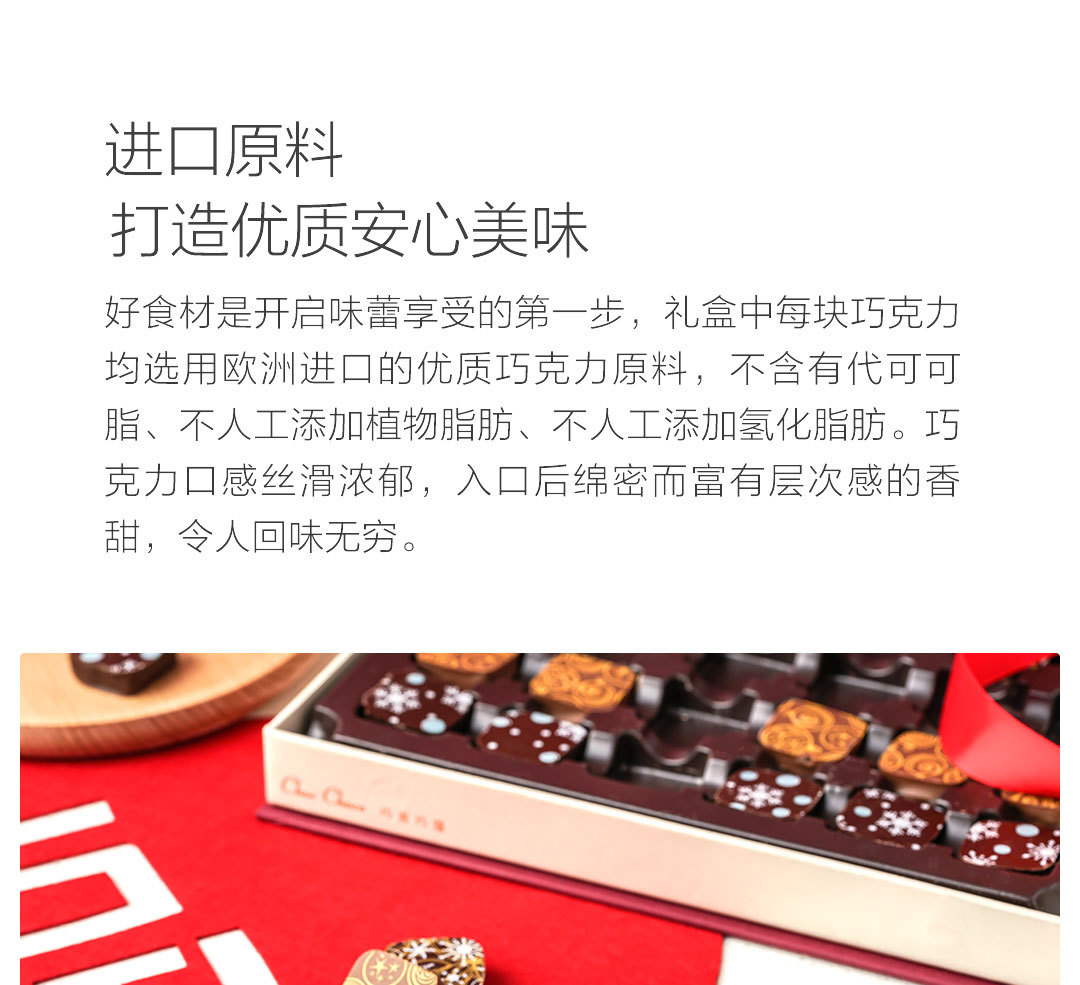 进口原料
打造优质安心美味
好食材是开启味蕾享受的第一步，礼盒中每块巧克力
均选用欧洲进口的优质巧克力原料，不含有代可可
脂、不人工添加植物脂肪、不人工添加氢化脂肪。巧
克力口感丝滑浓郁，入口后绵密而富有层次感的香
甜，令人回味无穷。